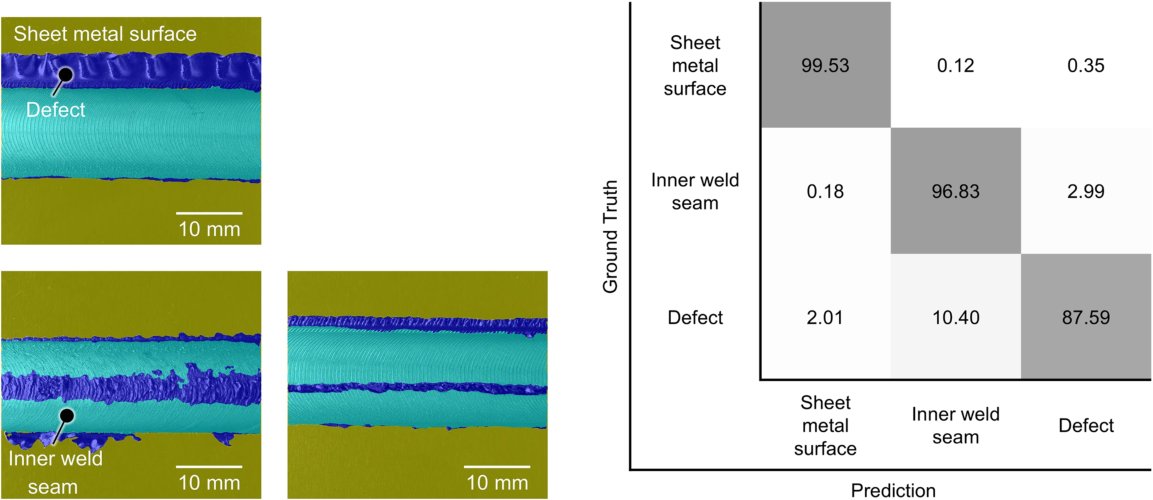 Sheet metal surface
Defect
10 mm
Inner weld
seam
10 mm
10 mm
Ground Truth
Sheet
metal
surface
99.53
0.12
0.35
Inner weld
seam
0.18
96.83
2.99
Defect
2.01
10.40
87.59
Sheet
metal
surface
Inner weld
seam
Defect
Prediction